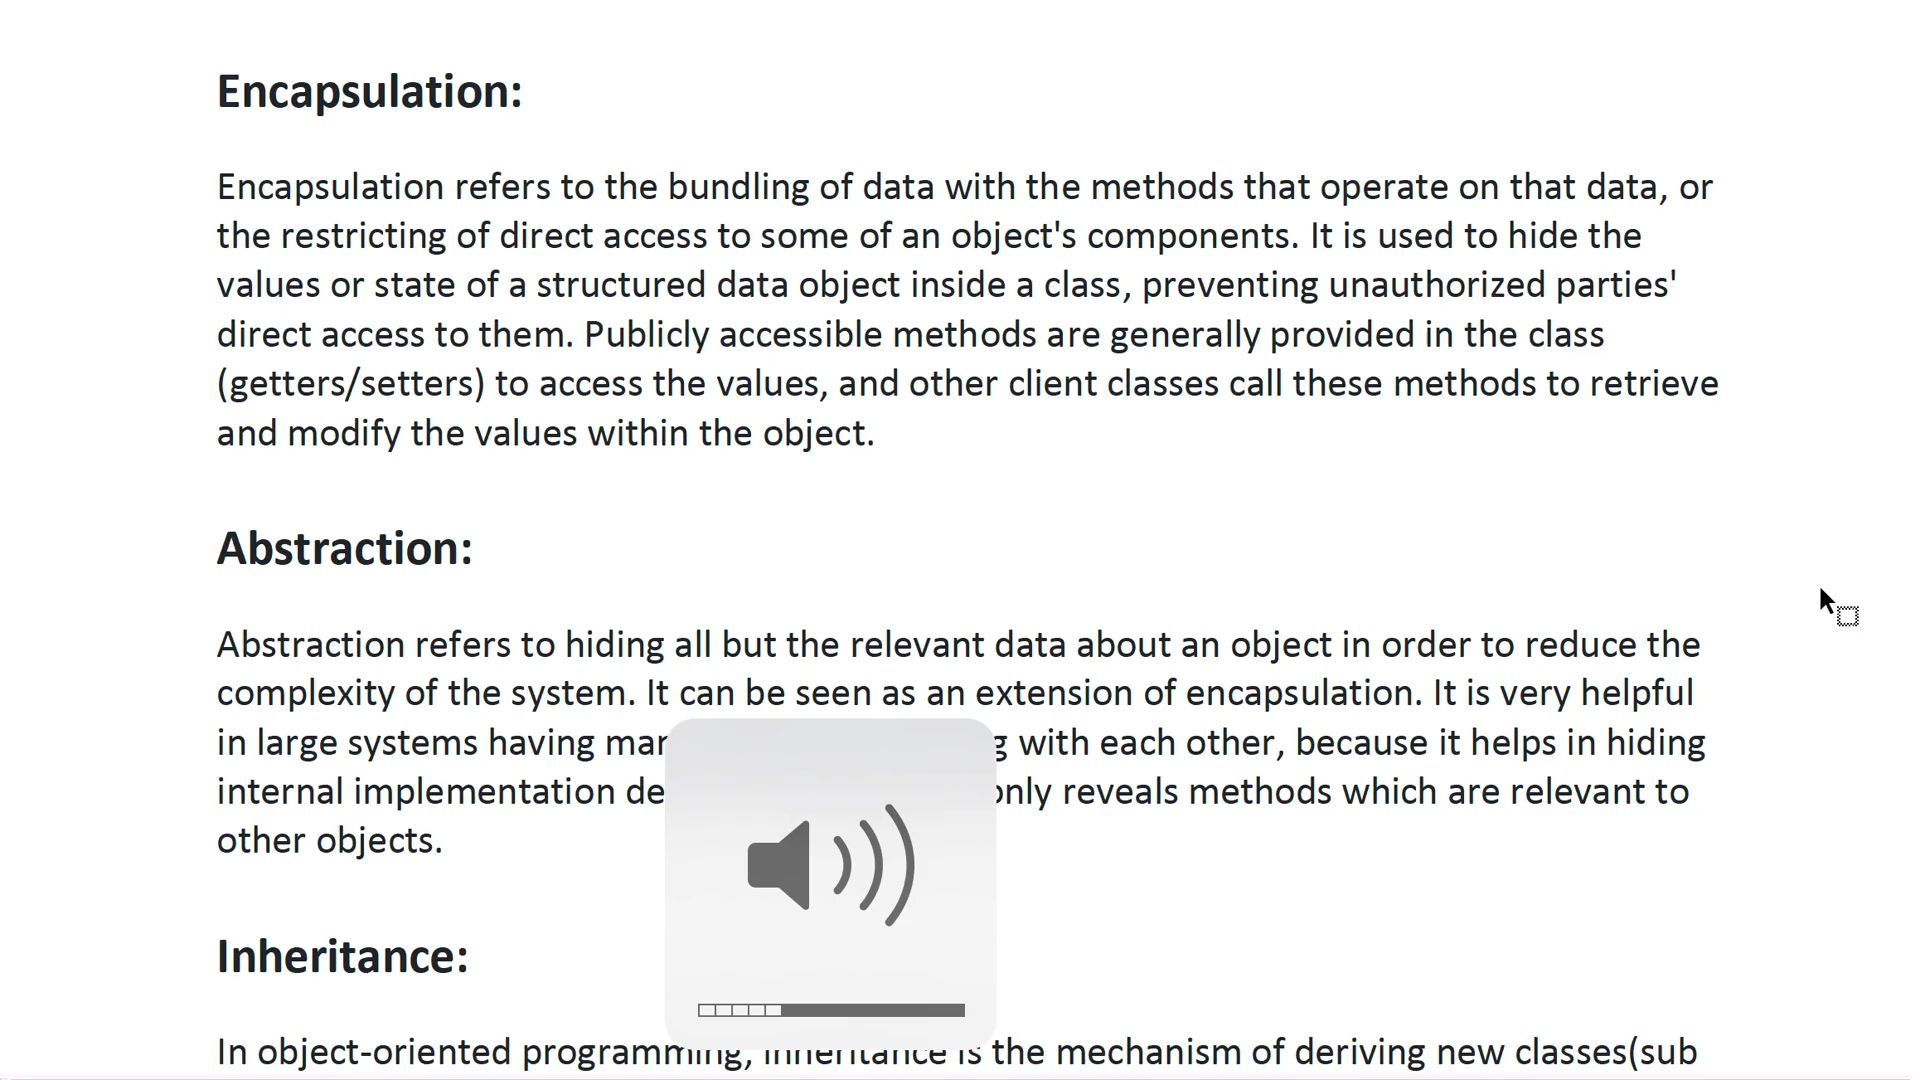 Encapsulation:
Encapsulation refers to the bundling of data with the methods that operate on that data, or
the restricting of direct access to some of an object's components. It is used to hide the
values or state of a structured data object inside a class, preventing unauthorized parties'
direct access to them. Publicly accessible methods are generally provided in the class
(getters/setters) to access the values, and other client classes call these methods to retrieve
and modify the values within the object.
Abstraction:
Abstraction refers to hiding all but the relevant data about an object in order to reduce the
complexity of the system. It can be seen as an extension of encapsulation. It is very helpful
in large systems having with each other, because it helps in hiding
internal implementation only reveals methods which are relevant to
other objects.
Inheritance:
In object-oriented programming, inheritance is the mechanism of deriving new classes(sub